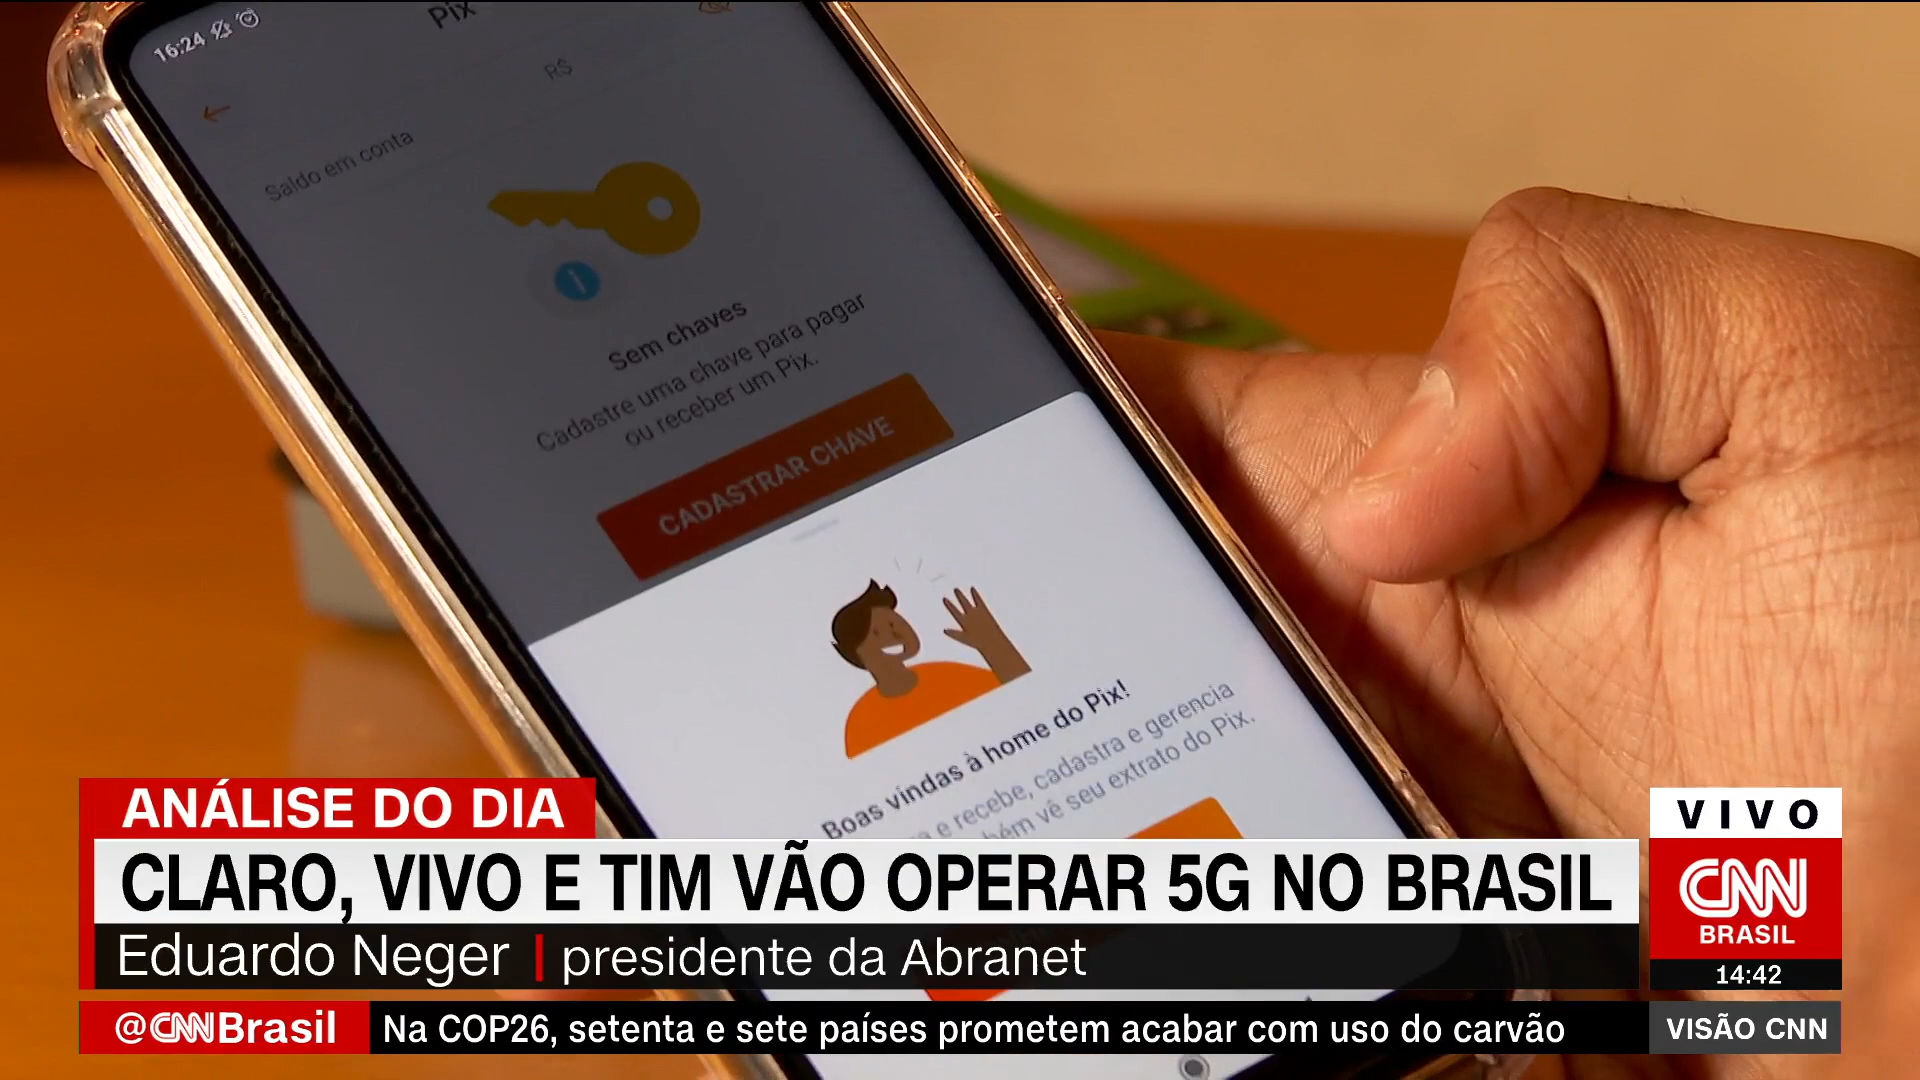 16:24
Pix
R$
Saldo em conta
Sem chaves
Cadastre uma chave para pagar
ou receber um Pix.
CADASTRAR CHAVE
Boas vindas à home do Pix!
e recebe, cadastra e gerencia
vê seu extrato do Pix.
ANÁLISE DO DIA
CLARO, VIVO E TIM VÃO OPERAR 5G NO BRASIL
Eduardo Neger | presidente da Abranet
VIVO
CNN
BRASIL
14:42
@CNNBrasil
Na COP26, setenta e sete países prometem acabar com uso do carvão
VISÃO CNN